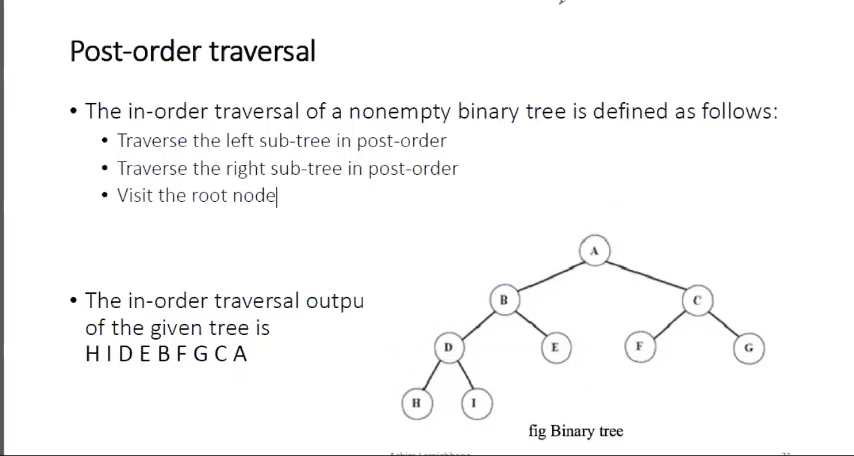 Post-order traversal
• The in-order traversal of a nonempty binary tree is defined as follows:
• Traverse the left sub-tree in post-order
• Traverse the right sub-tree in post-order
• Visit the root node
• The in-order traversal outpu
of the given tree is
H I D E B F G C A
A
B
C
D
E
F
G
H
I
fig Binary tree